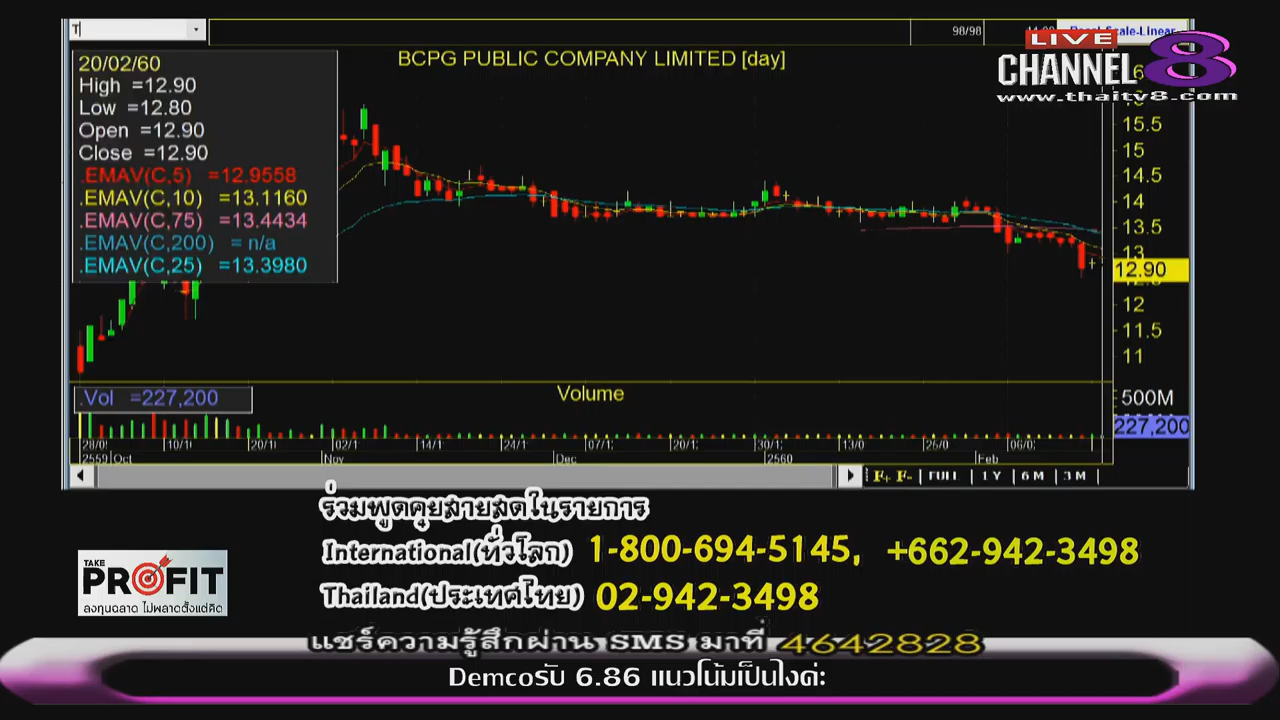 T
98/98
LIVE
CHANNEL 8
www.thaitv8.com
BCPG PUBLIC COMPANY LIMITED [day]
20/02/60
High =12.90
Low =12.80
Open =12.90
Close =12.90
.EMAV(C,5) =12.9558
.EMAV(C,10) =13.1160
.EMAV(C,75) =13.4434
.EMAV(C,200) = n/a
.EMAV(C,25) =13.3980
15.5
15
14.5
14
13.5
13
12.90
12
11.5
11
.Vol =227,200
Volume
500M
227,200
28/09 10/10 20/10 02/1 14/1 24/1 07/1 20/1 30/1 13/0 25/0 06/0
2559 Oct Nov Dec 2560 Feb
F+ F- FULL 1 Y 6 M 3 M
ร่วมพูดคุยสายสดในรายการ
International(ทั่วโลก) 1-800-694-5145, +662-942-3498
TAKE
PROFIT
ลงทุนฉลาด ไม่พลาดตั้งแต่คิด
Thailand(ประเทศไทย) 02-942-3498
แชร์ความรู้สึกผ่าน SMS มาที่ 4642828
Demcoรับ 6.86 แนวโน้มเป็นไงค่ะ